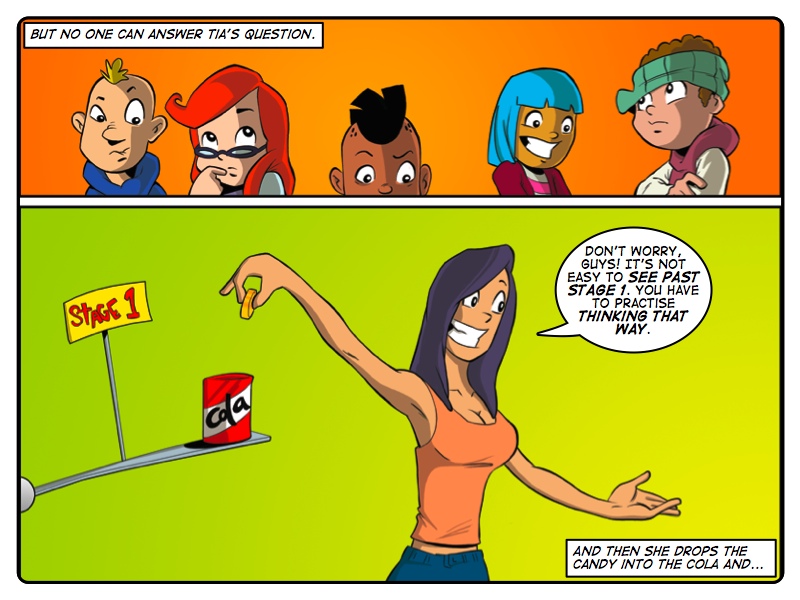 BUT NO ONE CAN ANSWER TIA'S QUESTION.
DON'T WORRY,
GUYS! IT'S NOT
EASY TO SEE PAST
STAGE 1. YOU HAVE
TO PRACTISE
THINKING THAT
WAY.
STAGE 1
cola
AND THEN SHE DROPS THE
CANDY INTO THE COLA AND...